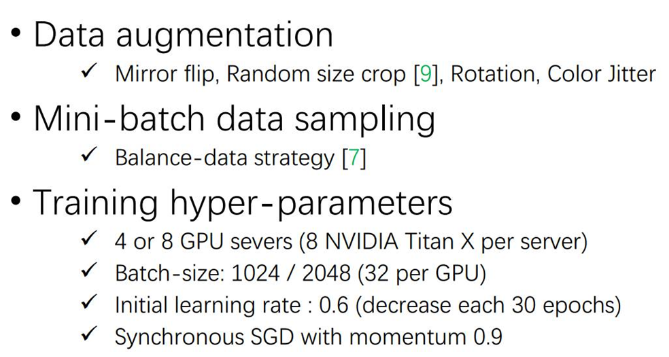 • Data augmentation
✓ Mirror flip, Random size crop [9], Rotation, Color Jitter
• Mini-batch data sampling
✓ Balance-data strategy [7]
• Training hyper-parameters
✓ 4 or 8 GPU severs (8 NVIDIA Titan X per server)
✓ Batch-size: 1024 / 2048 (32 per GPU)
✓ Initial learning rate : 0.6 (decrease each 30 epochs)
✓ Synchronous SGD with momentum 0.9